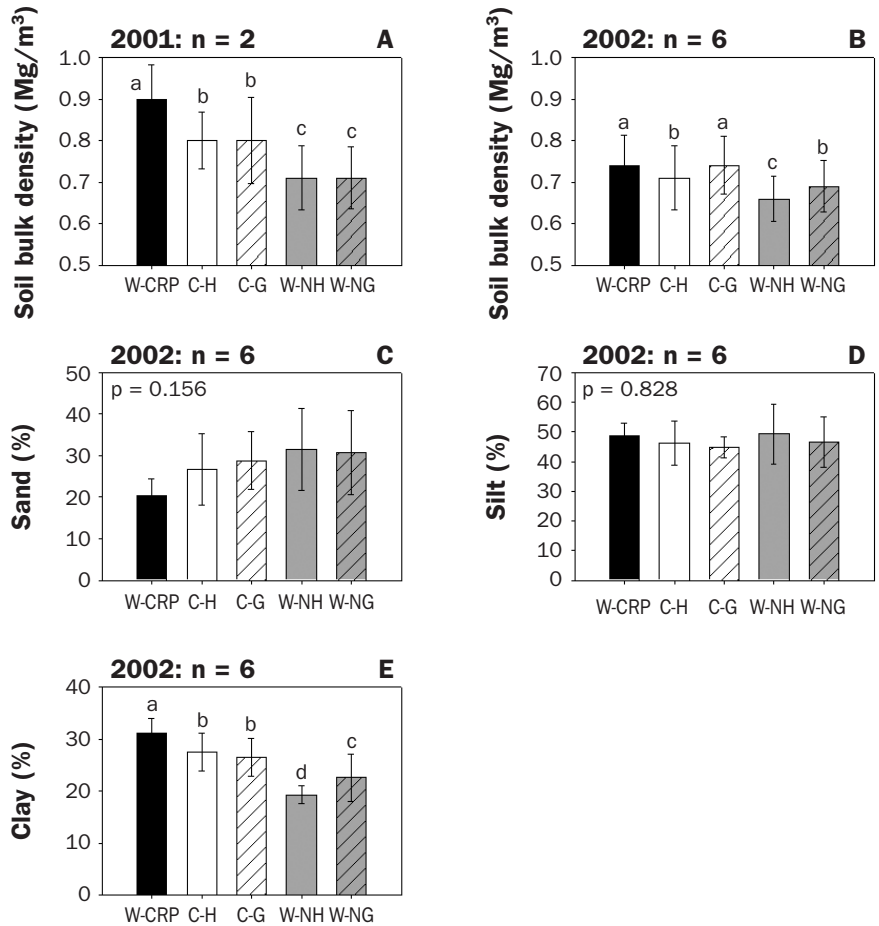 2001: n = 2 A
Soil bulk density (Mg/m³)
1.0
0.9
0.8
0.7
0.6
0.5
a b b c c
W-CRP C-H C-G W-NH W-NG
2002: n = 6 B
Soil bulk density (Mg/m³)
1.0
0.9
0.8
0.7
0.6
0.5
a b a c b
W-CRP C-H C-G W-NH W-NG
2002: n = 6 C
p = 0.156
Sand (%)
50
40
30
20
10
0
W-CRP C-H C-G W-NH W-NG
2002: n = 6 D
p = 0.828
Silt (%)
70
60
50
40
30
20
10
0
W-CRP C-H C-G W-NH W-NG
2002: n = 6 E
Clay (%)
40
30
20
10
0
a b b d c
W-CRP C-H C-G W-NH W-NG